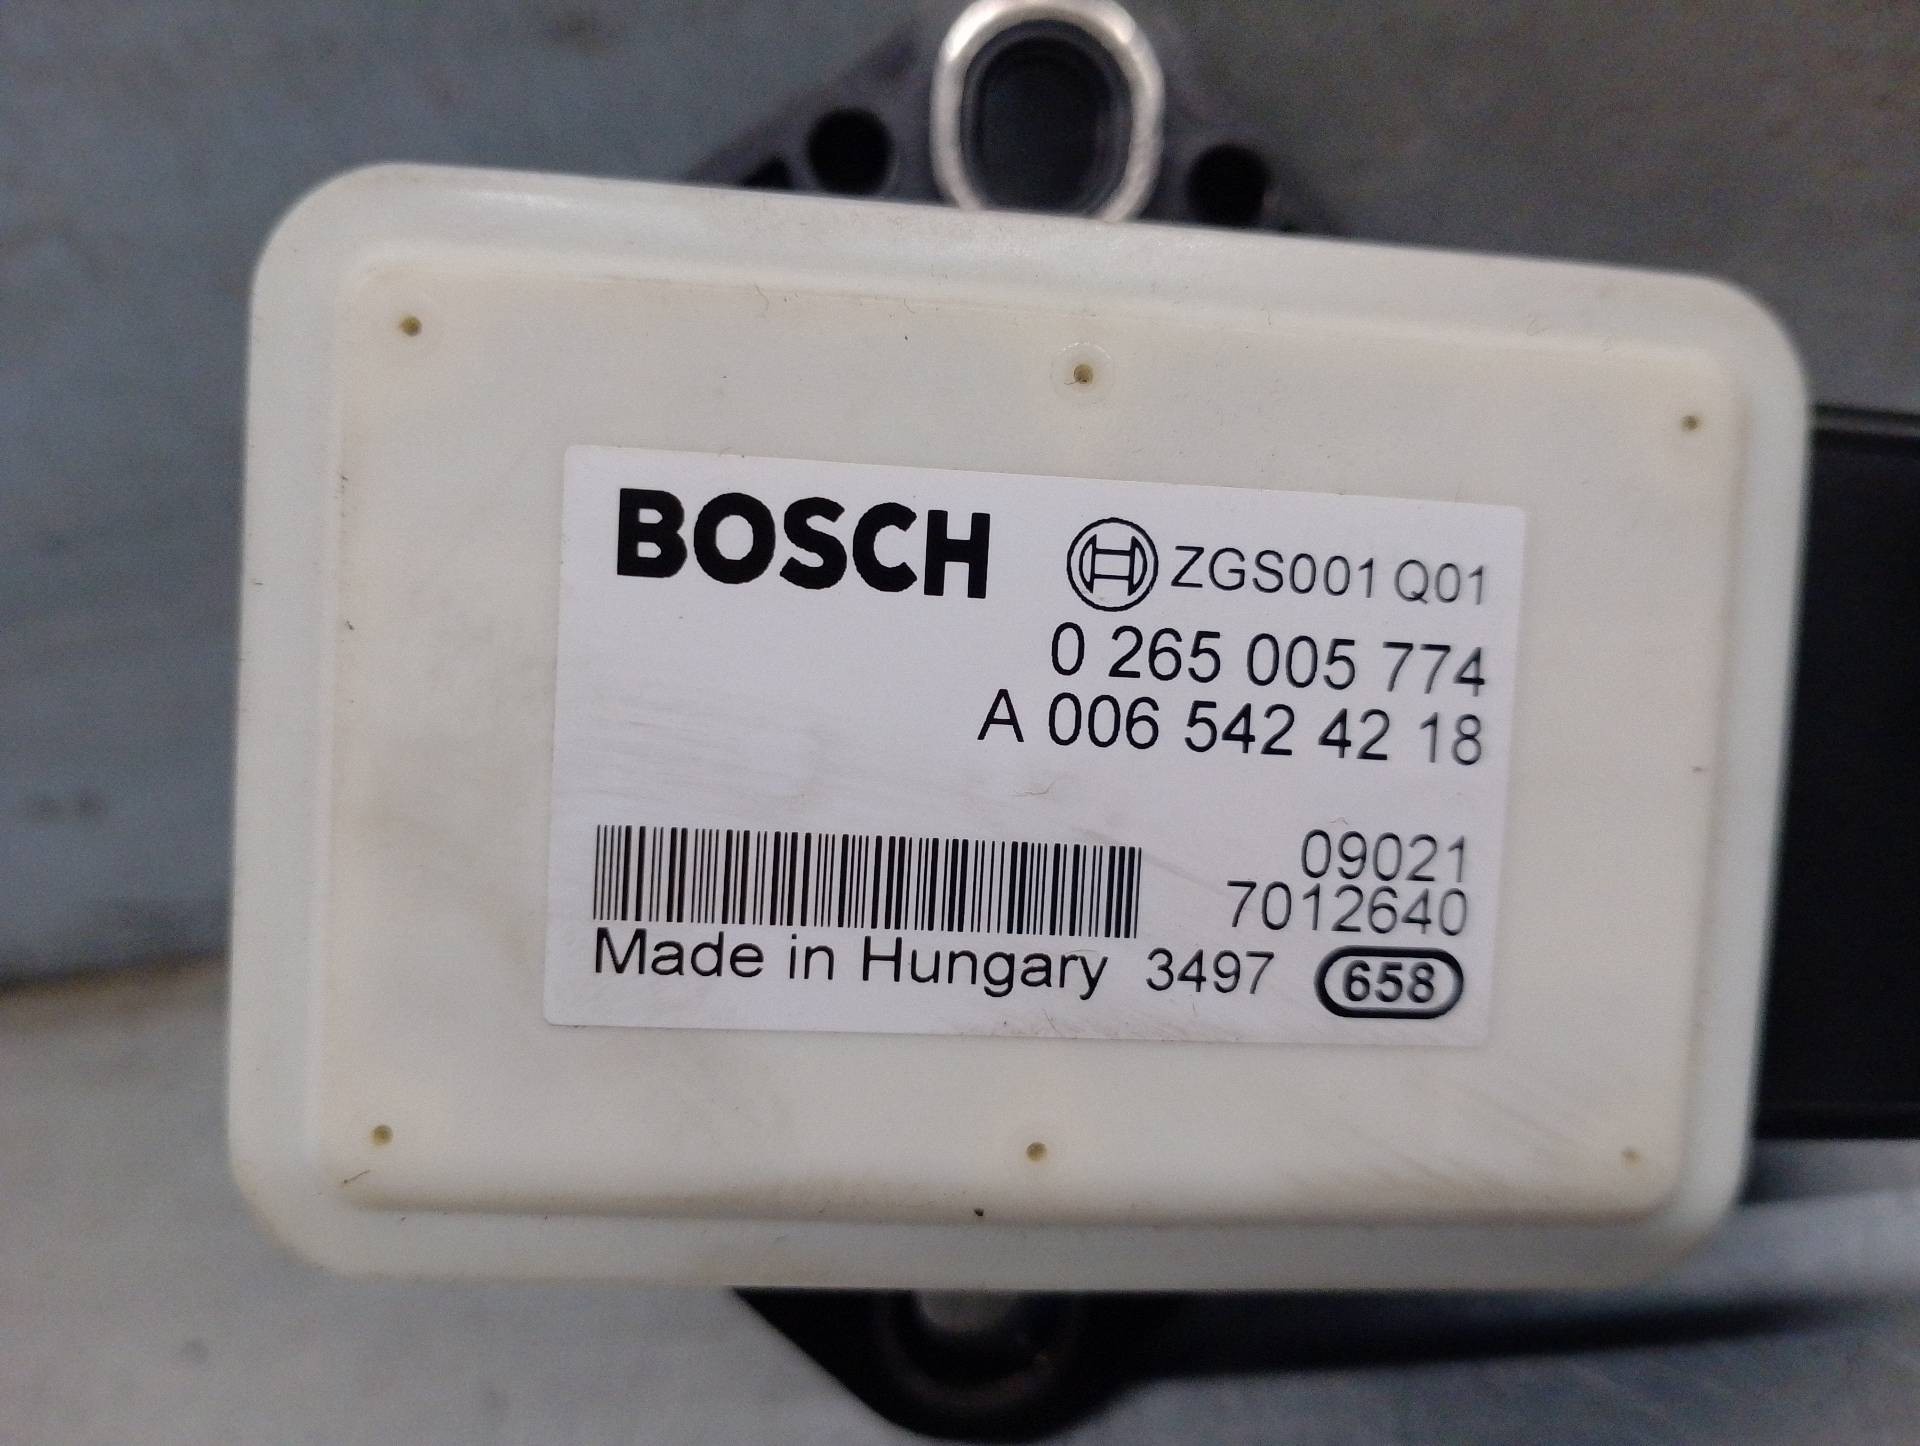 BOSCH ZGS001 Q01
0 265 005 774
A 006 542 42 18
09021
7012640
Made in Hungary 3497 658